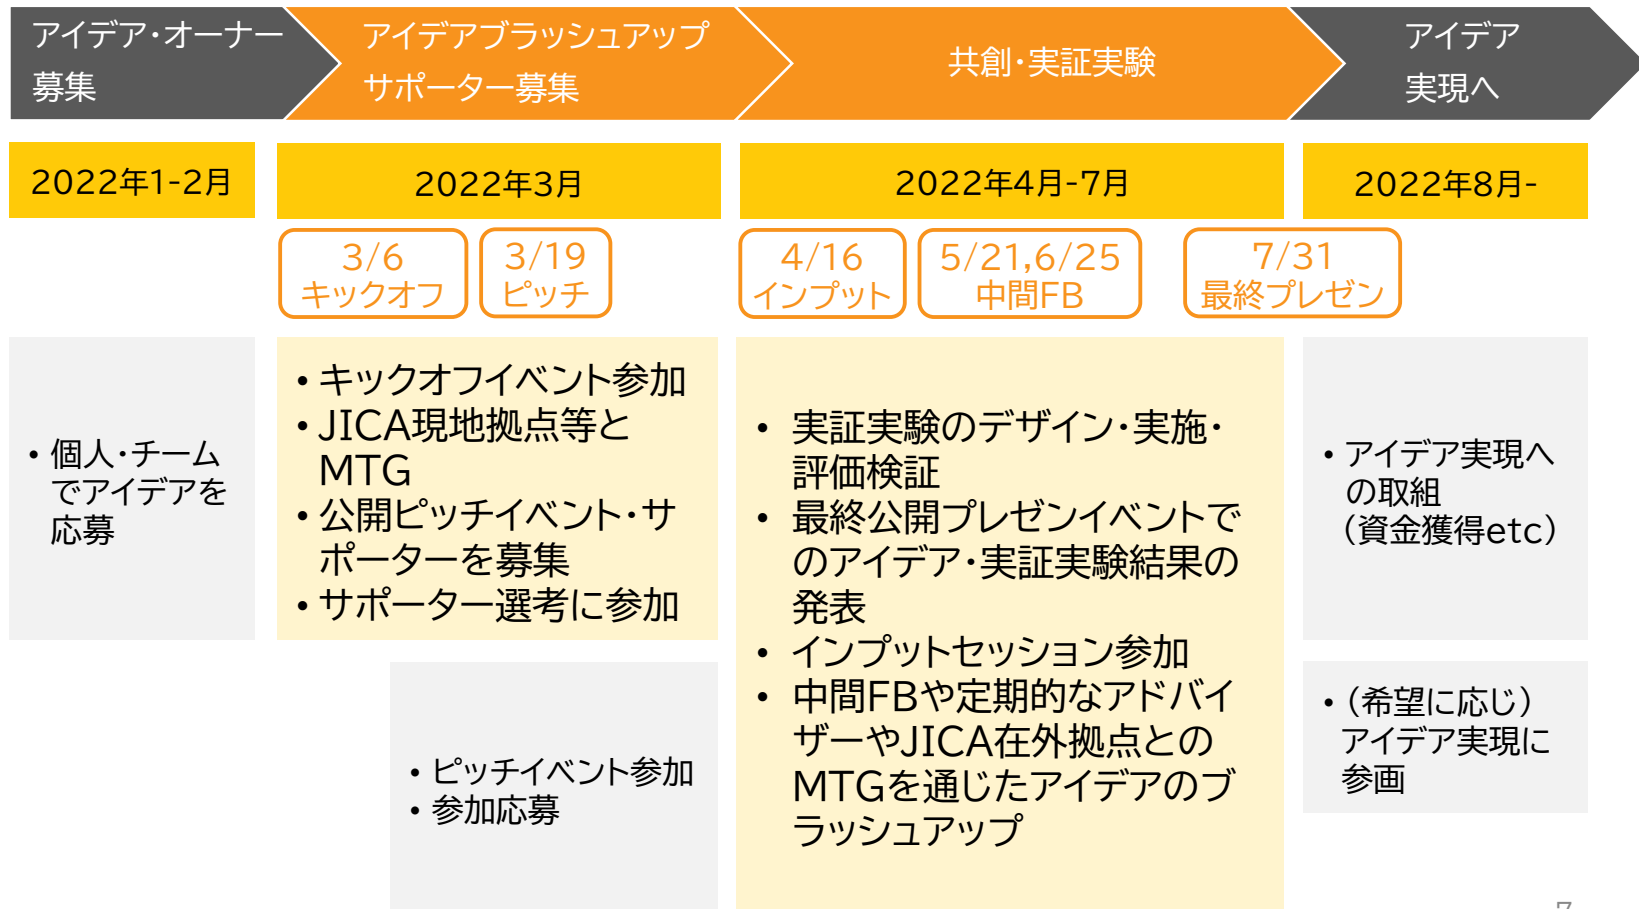 アイデア・オーナー
募集
アイデアブラッシュアップ
サポーター募集
共創・実証実験
アイデア
実現へ
2022年1-2月
2022年3月
2022年4月-7月
2022年8月-
3/6
キックオフ
3/19
ピッチ
4/16
インプット
5/21,6/25
中間FB
7/31
最終プレゼン
• 個人・チーム
でアイデアを
応募
• キックオフイベント参加
• JICA現地拠点等と
MTG
• 公開ピッチイベント・サ
ポーターを募集
• サポーター選考に参加
• ピッチイベント参加
• 参加応募
• 実証実験のデザイン・実施・
評価検証
• 最終公開プレゼンイベントで
のアイデア・実証実験結果の
発表
• インプットセッション参加
• 中間FBや定期的なアドバイ
ザーやJICA在外拠点との
MTGを通じたアイデアのブ
ラッシュアップ
• アイデア実現へ
の取組
（資金獲得etc）
• （希望に応じ）
アイデア実現に
参画